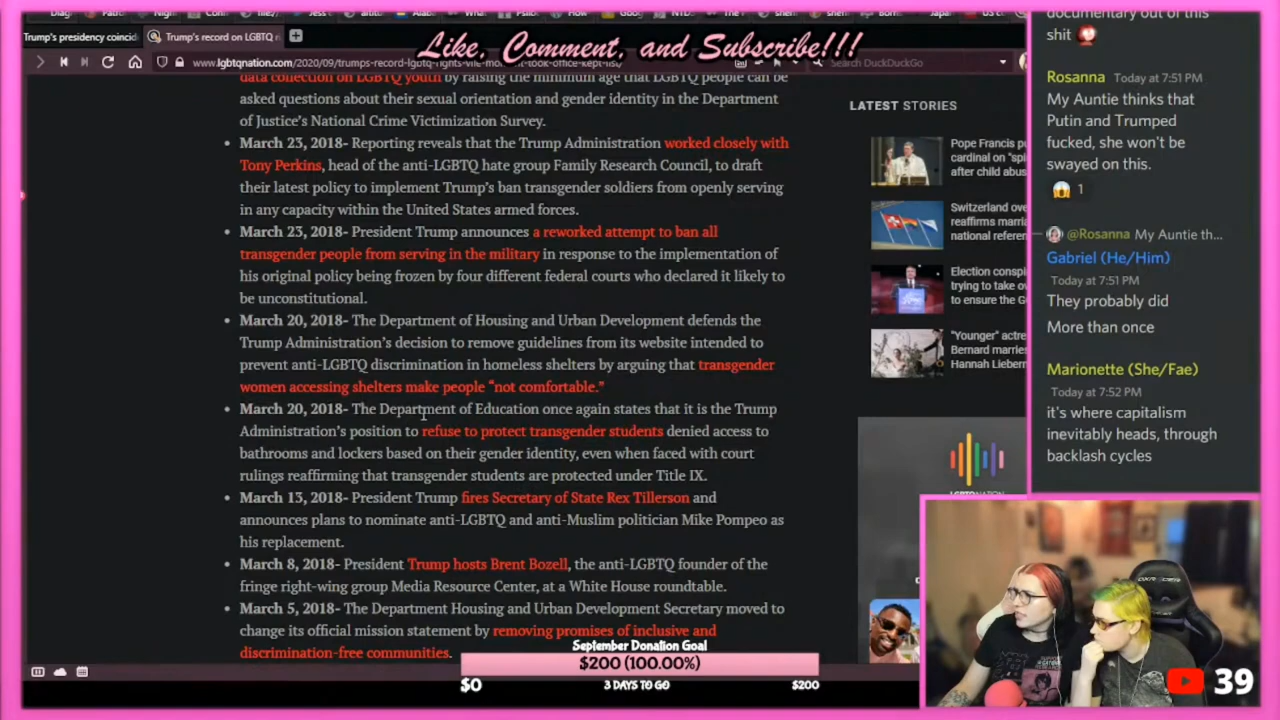 Trump's presidency coincid
Trump's record on LGBTQ
Like, Comment, and Subscribe!!!
www.lgbtqnation.com/2020/09/trumps-record-lgbtq-rights-vile-
Search DuckDuckGo
data collection on LGBTQ youth by raising the minimum age that LGBTQ people can be
asked questions about their sexual orientation and gender identity in the Department
of Justice's National Crime Victimization Survey.
March 23, 2018- Reporting reveals that the Trump Administration worked closely with
Tony Perkins, head of the anti-LGBTQ hate group Family Research Council, to draft
their latest policy to implement Trump's ban transgender soldiers from openly serving
in any capacity within the United States armed forces.
March 23, 2018- President Trump announces a reworked attempt to ban all
transgender people from serving in the military in response to the implementation of
his original policy being frozen by four different federal courts who declared it likely to
be unconstitutional.
March 20, 2018- The Department of Housing and Urban Development defends the
Trump Administration's decision to remove guidelines from its website intended to
prevent anti-LGBTQ discrimination in homeless shelters by arguing that transgender
women accessing shelters make people “not comfortable.”
March 20, 2018- The Department of Education once again states that it is the Trump
Administration's position to refuse to protect transgender students denied access to
bathrooms and lockers based on their gender identity, even when faced with court
rulings reaffirming that transgender students are protected under Title IX.
March 13, 2018- President Trump fires Secretary of State Rex Tillerson and
announces plans to nominate anti-LGBTQ and anti-Muslim politician Mike Pompeo as
his replacement.
March 8, 2018- President Trump hosts Brent Bozell, the anti-LGBTQ founder of the
fringe right-wing group Media Resource Center, at a White House roundtable.
March 5, 2018- The Department Housing and Urban Development Secretary moved to
change its official mission statement by removing promises of inclusive and
discrimination-free communities.
LATEST STORIES
Pope Francis pu
cardinal on "spi
after child abus
Switzerland ove
reaffirms marria
national referen
Election conspi
trying to take ov
to ensure the G
"Younger" actre
Bernard marries
Hannah Lieberm
documentary out of this
shit
Rosanna Today at 7:51 PM
My Auntie thinks that
Putin and Trumped
fucked, she won't be
swayed on this.
1
@Rosanna My Auntie th...
Gabriel (He/Him)
Today at 7:51 PM
They probably did
More than once
Marionette (She/Fae)
Today at 7:52 PM
it's where capitalism
inevitably heads, through
backlash cycles
September Donation Goal
$200 (100.00%)
$0 3 DAYS TO GO $200
39